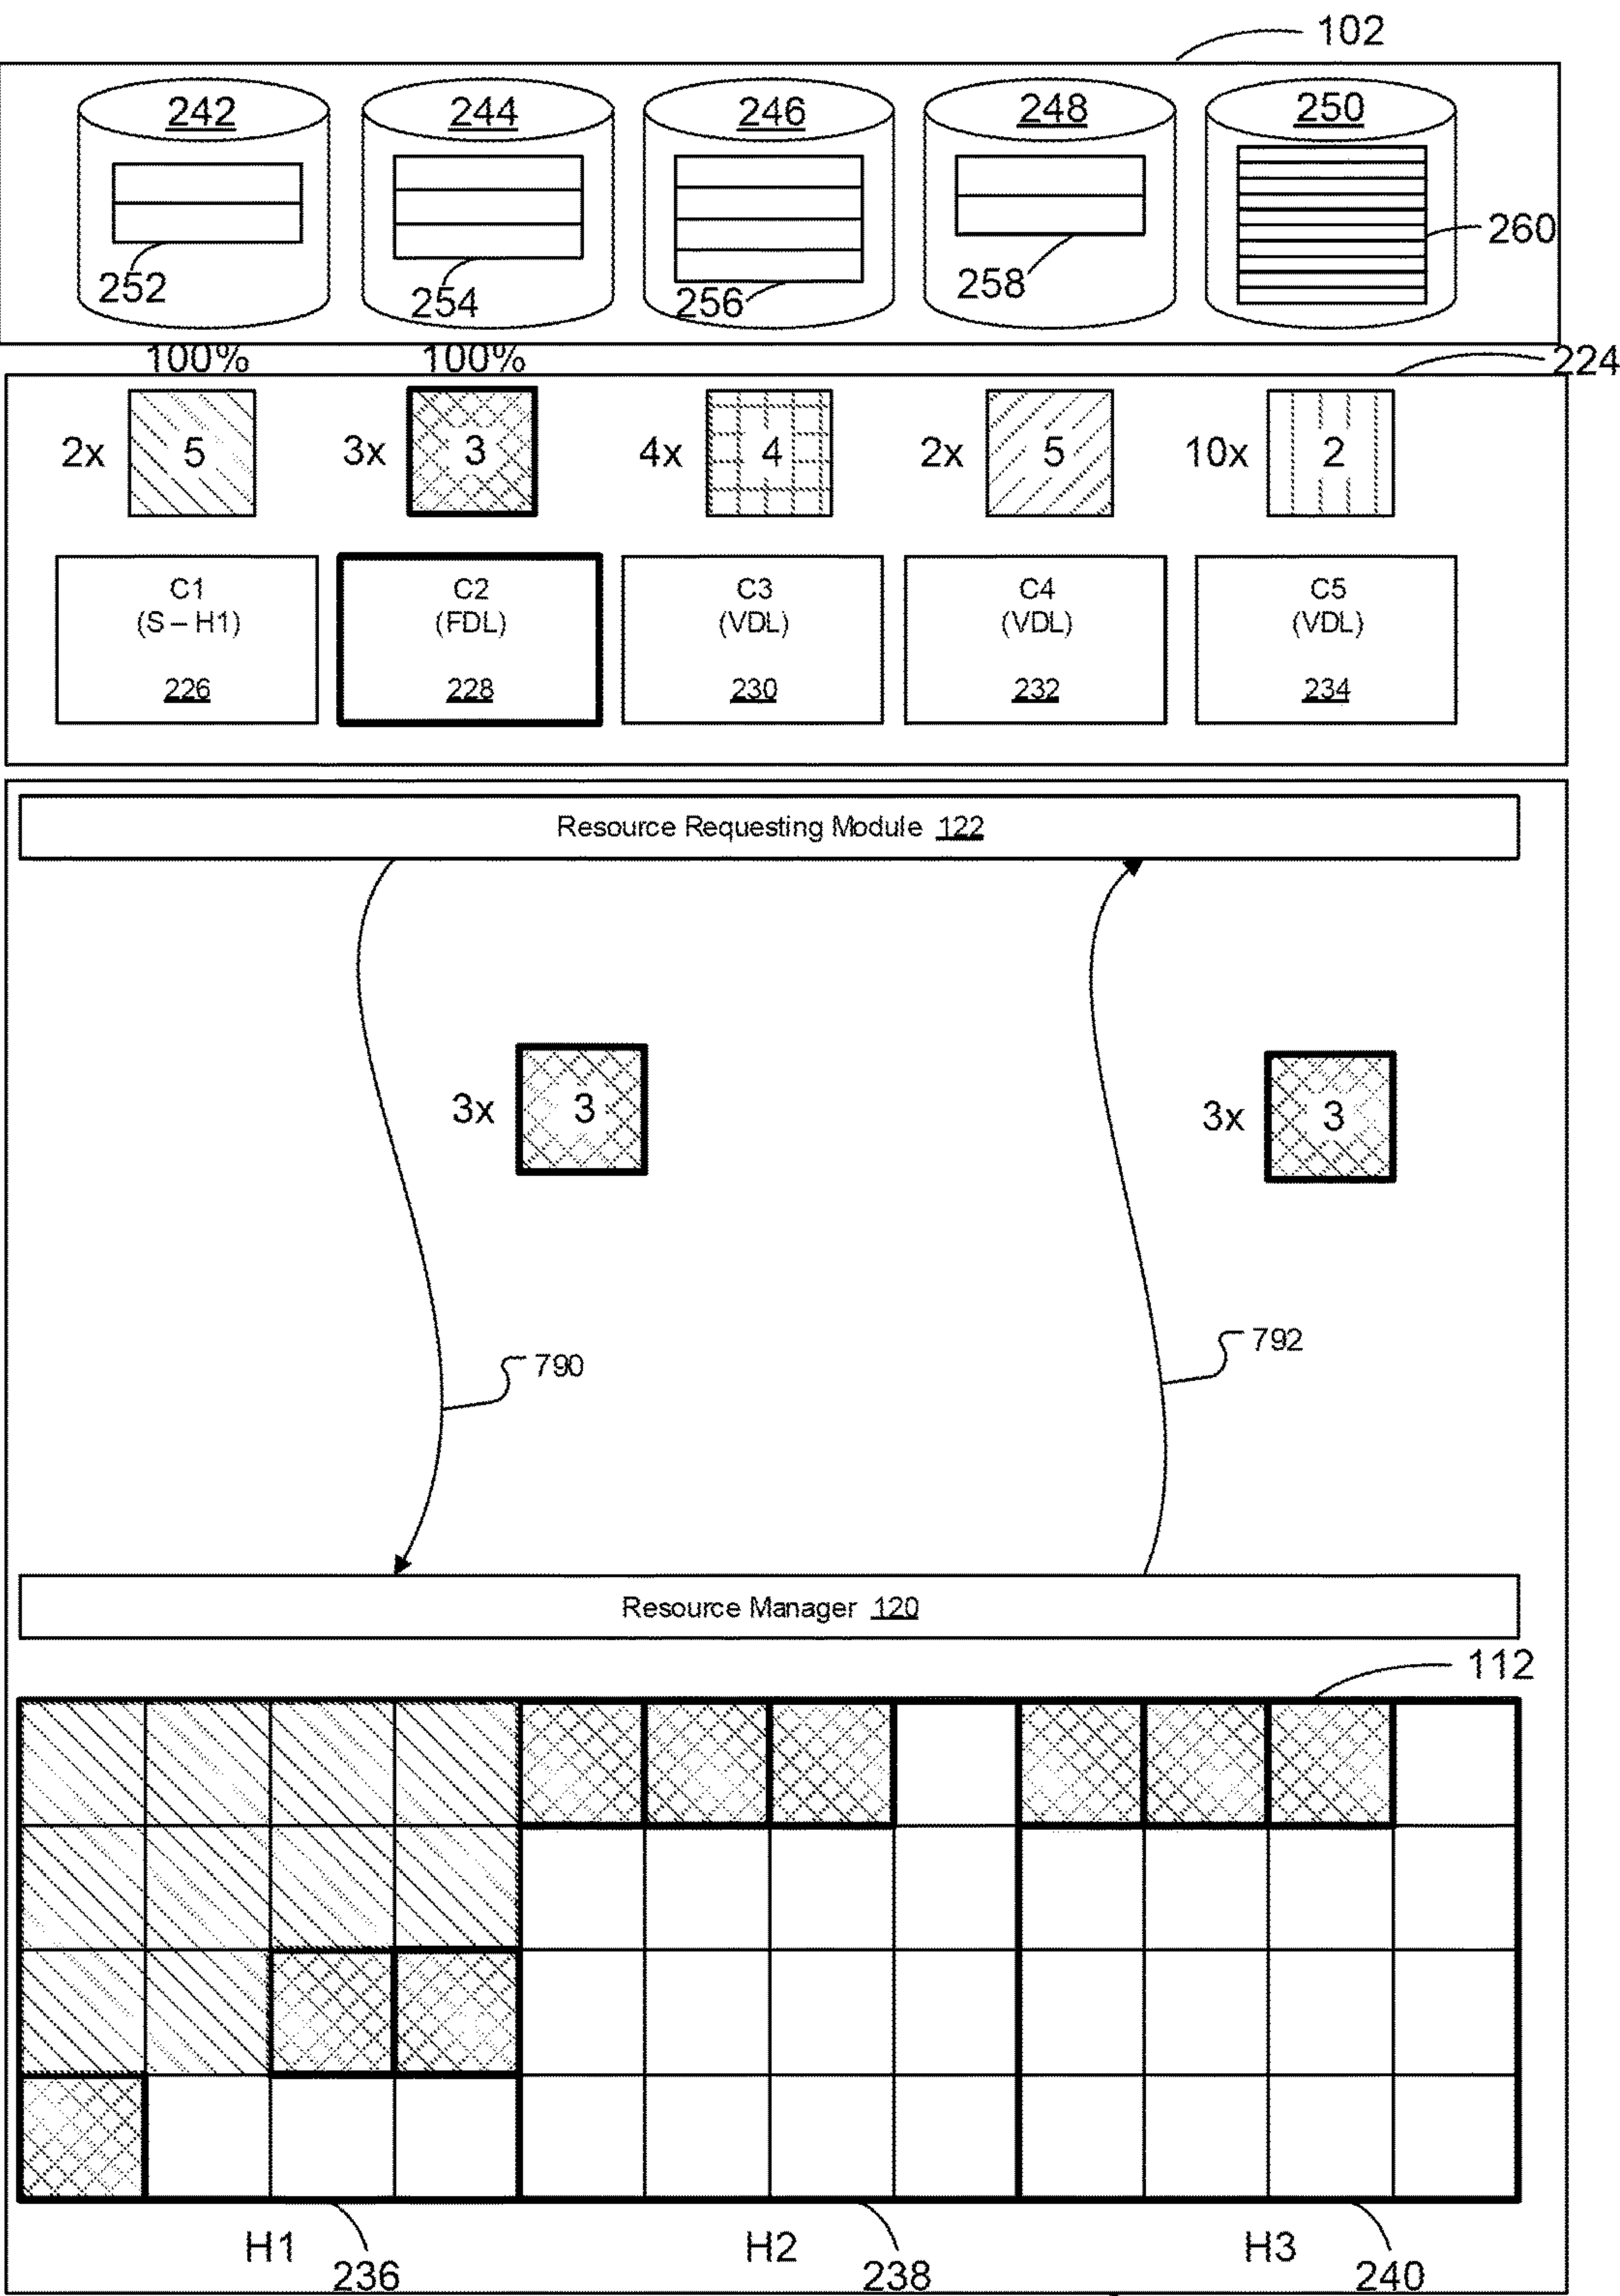 102
242 244 246 248 250
252 254 256 258 260
100% 100%
224
2x 5 3x 3 4x 4 2x 5 10x 2
C1 C2 C3 C4 C5
(S – H1) (FDL) (VDL) (VDL) (VDL)
226 228 230 232 234
Resource Requesting Module 122
3x 3 3x 3
790 792
Resource Manager 120
112
H1 H2 H3
236 238 240